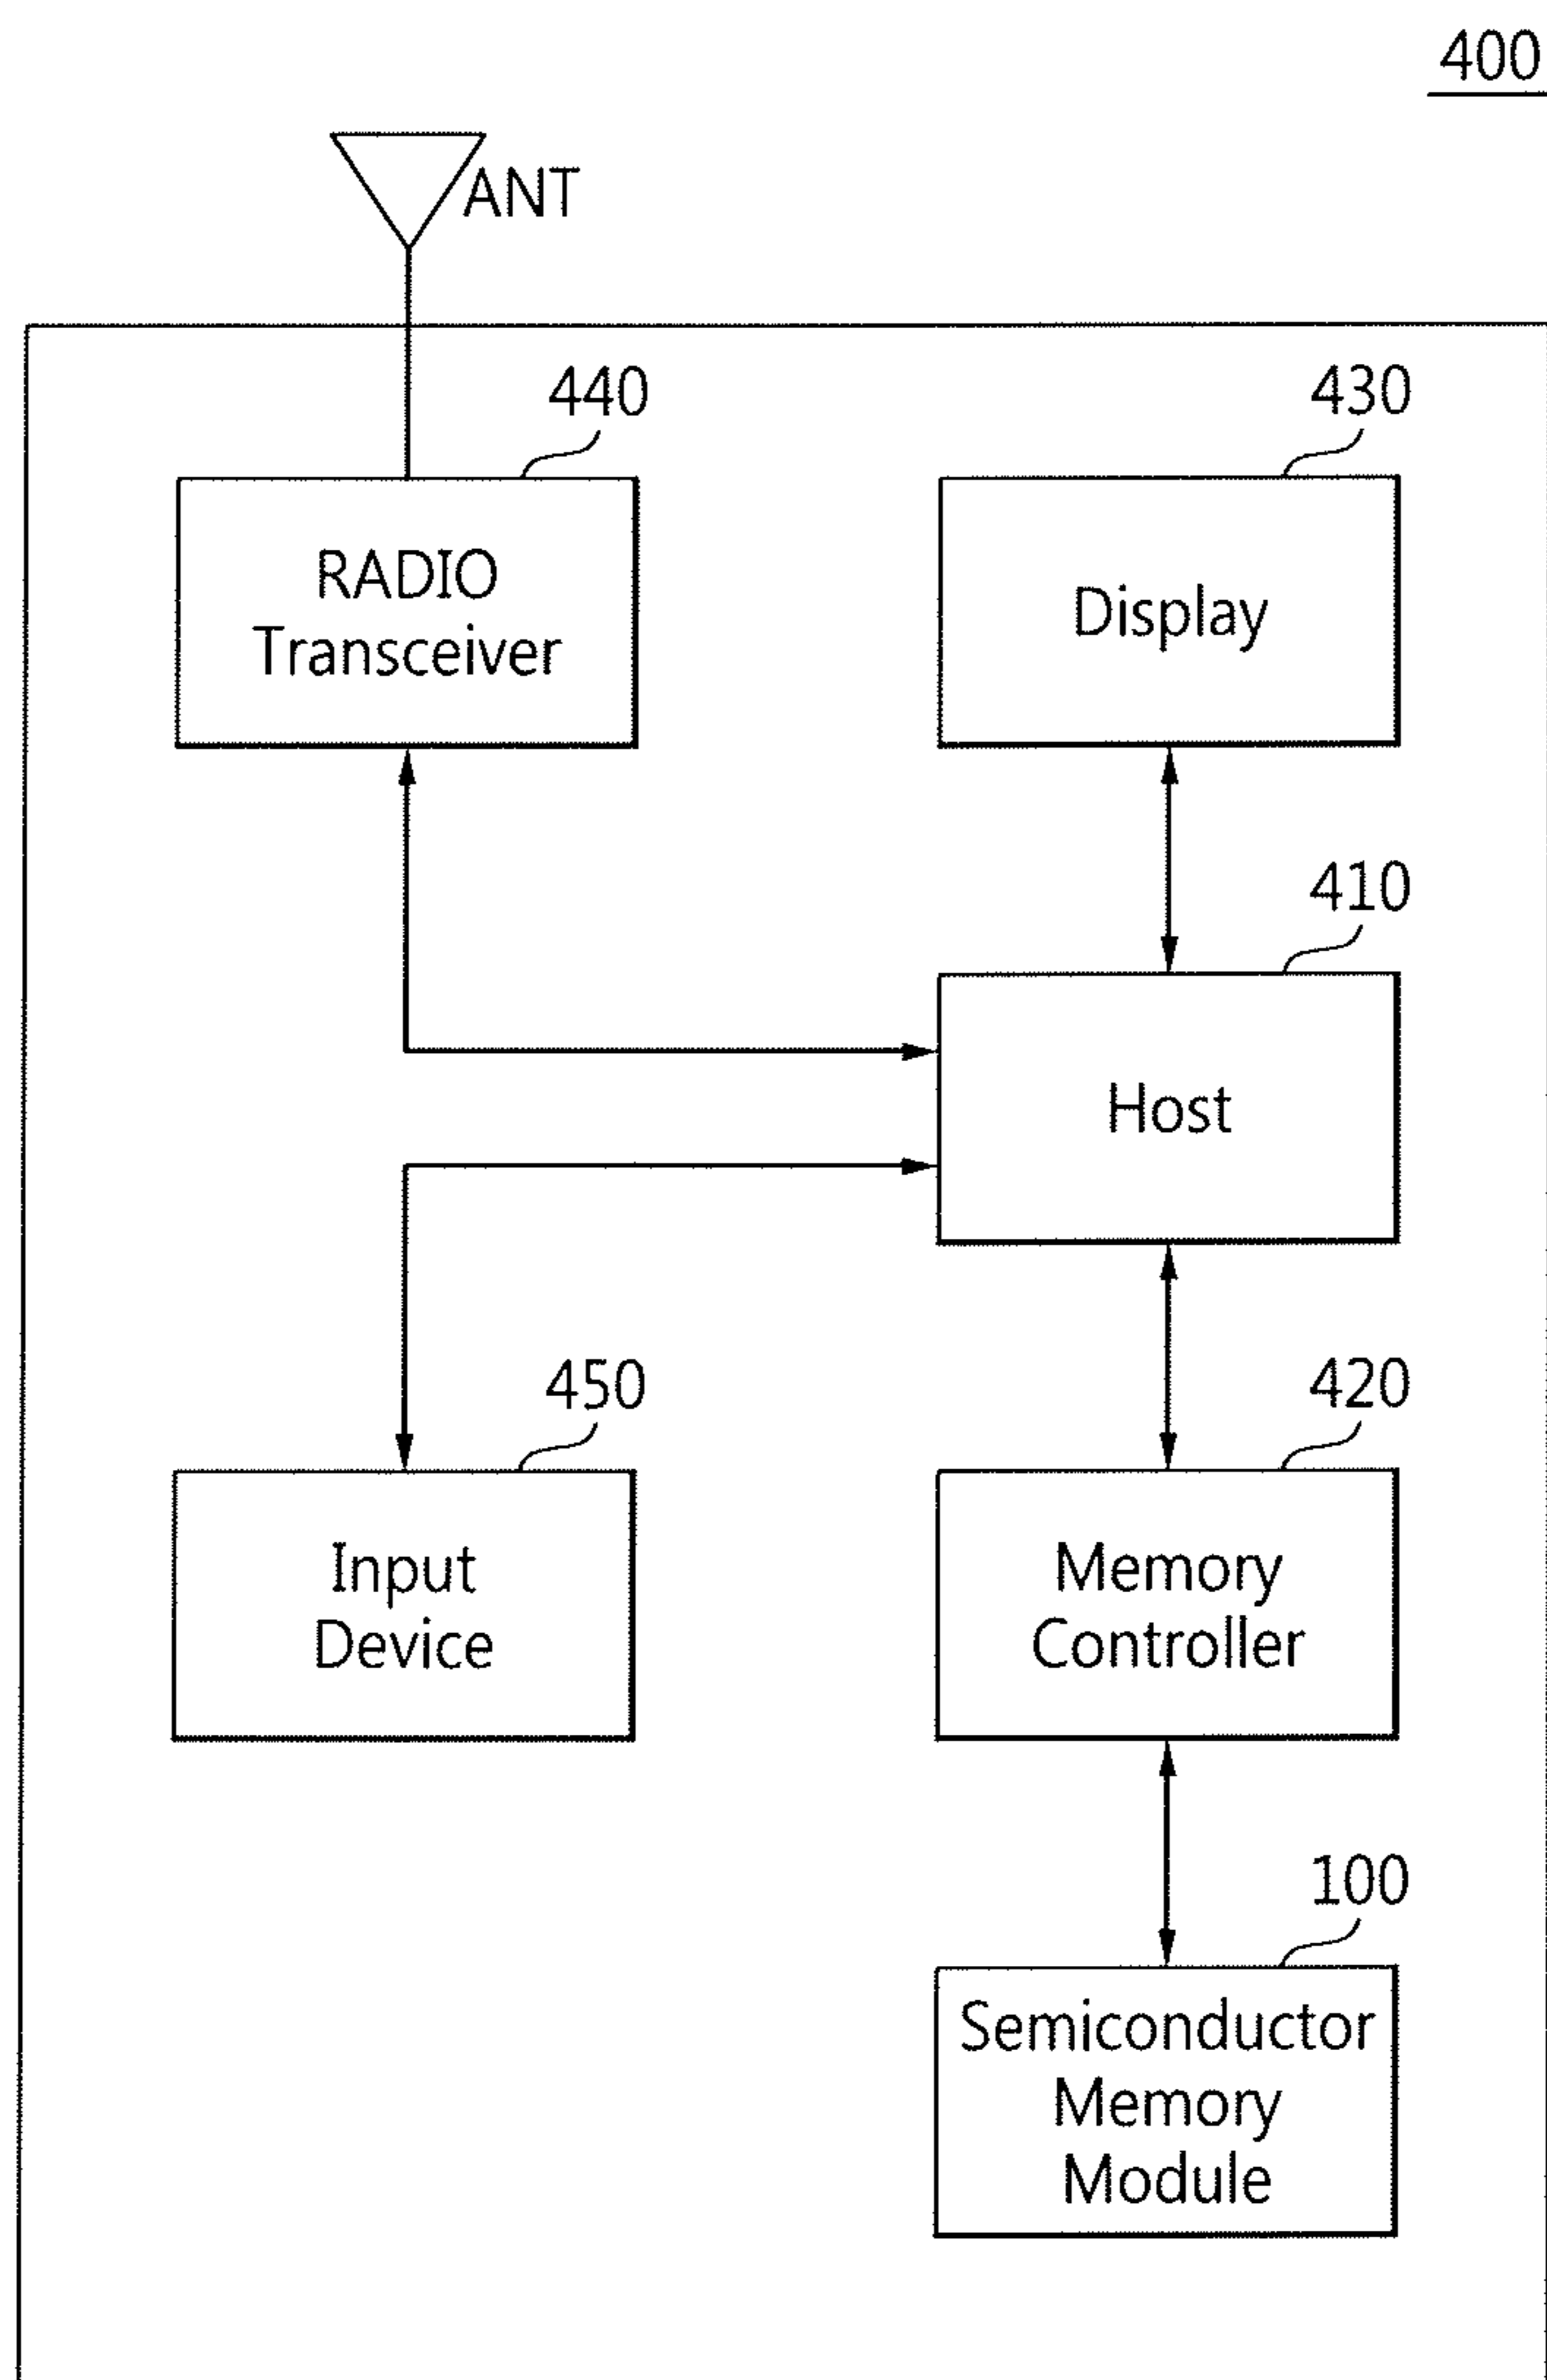 400
ANT
440
430
RADIO
Transceiver
Display
410
Host
450
420
Input
Device
Memory
Controller
100
Semiconductor
Memory
Module